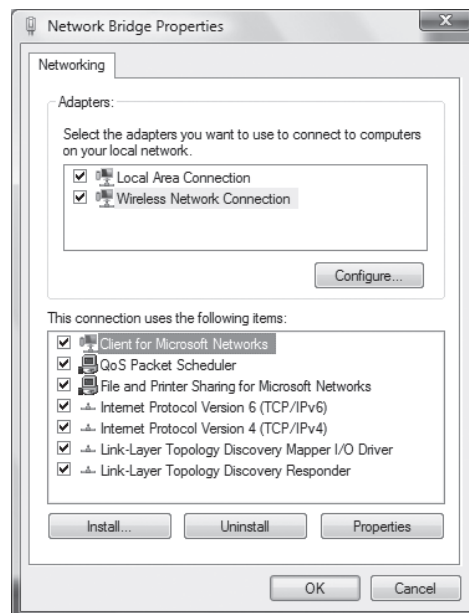 Network Bridge Properties
Networking
Adapters:
Select the adapters you want to use to connect to computers
on your local network.
Local Area Connection
Wireless Network Connection
Configure...
This connection uses the following items:
Client for Microsoft Networks
QoS Packet Scheduler
File and Printer Sharing for Microsoft Networks
Internet Protocol Version 6 (TCP/IPv6)
Internet Protocol Version 4 (TCP/IPv4)
Link-Layer Topology Discovery Mapper I/O Driver
Link-Layer Topology Discovery Responder
Install... Uninstall Properties
OK Cancel